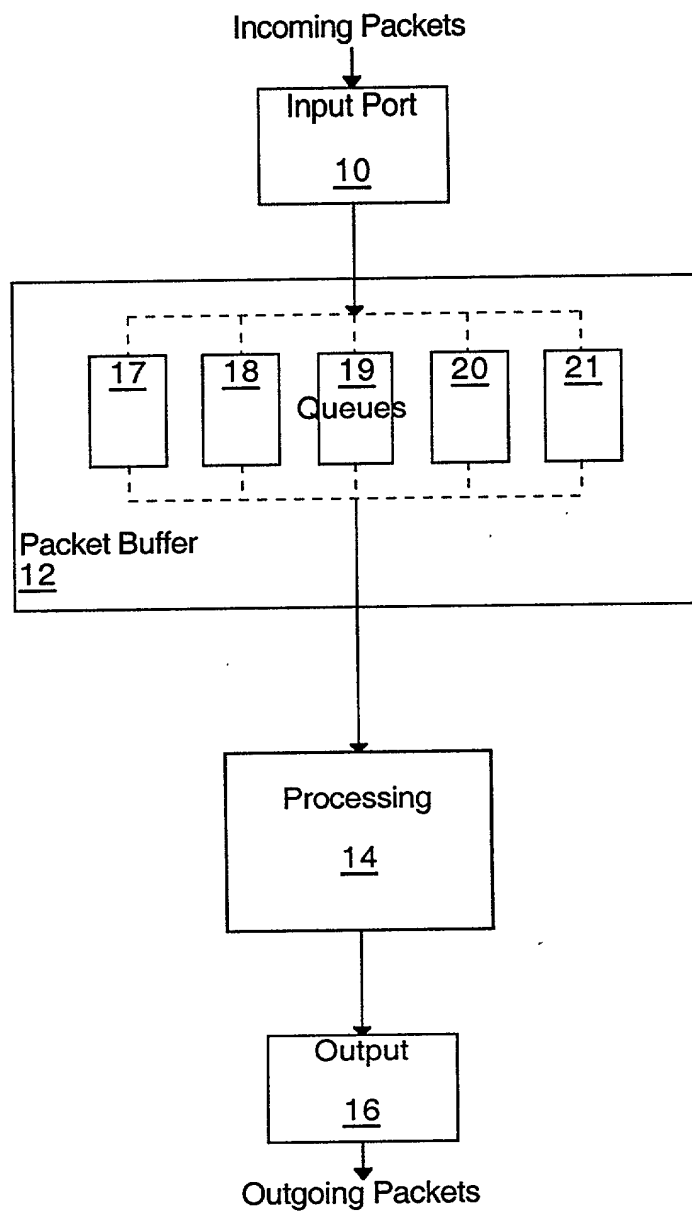 Incoming Packets
Input Port
10
17 18 19 20 21
Queues
Packet Buffer
12
Processing
14
Output
16
Outgoing Packets